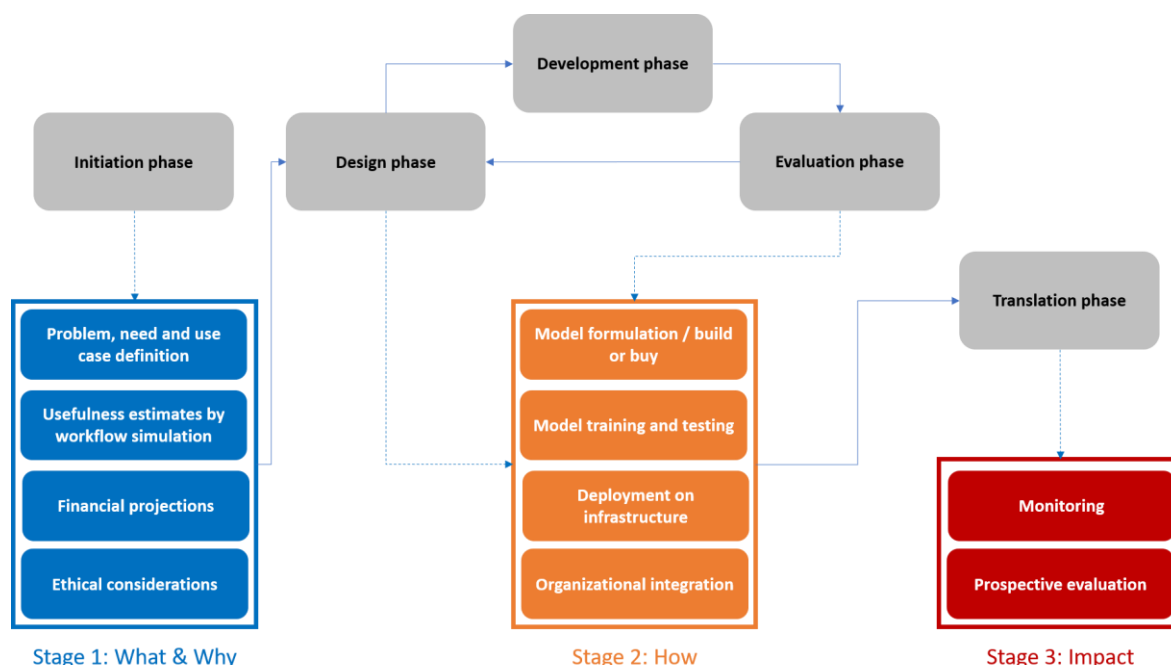 Development phase
Initiation phase
Design phase
Evaluation phase
Translation phase
Problem, need and use
case definition
Usefulness estimates by
workflow simulation
Financial projections
Ethical considerations
Model formulation / build
or buy
Model training and testing
Deployment on
infrastructure
Organizational integration
Monitoring
Prospective evaluation
Stage 1: What & Why
Stage 2: How
Stage 3: Impact